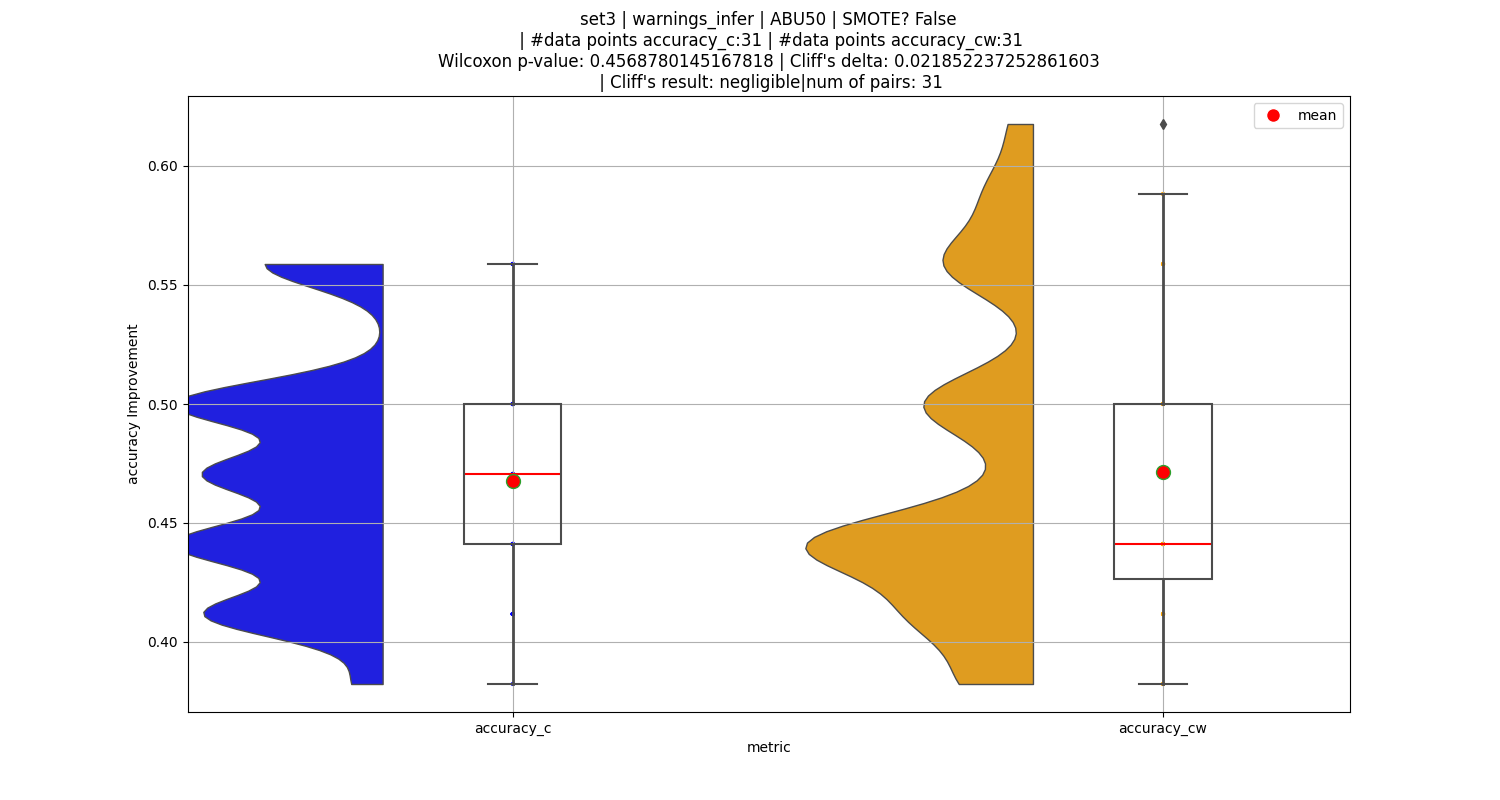 set3 | warnings_infer | ABU50 | SMOTE? False
| #data points accuracy_c:31 | #data points accuracy_cw:31
Wilcoxon p-value: 0.4568780145167818 | Cliff's delta: 0.021852237252861603
| Cliff's result: negligible|num of pairs: 31
mean
0.60
0.55
0.50
0.45
0.40
accuracy Improvement
accuracy_c
accuracy_cw
metric